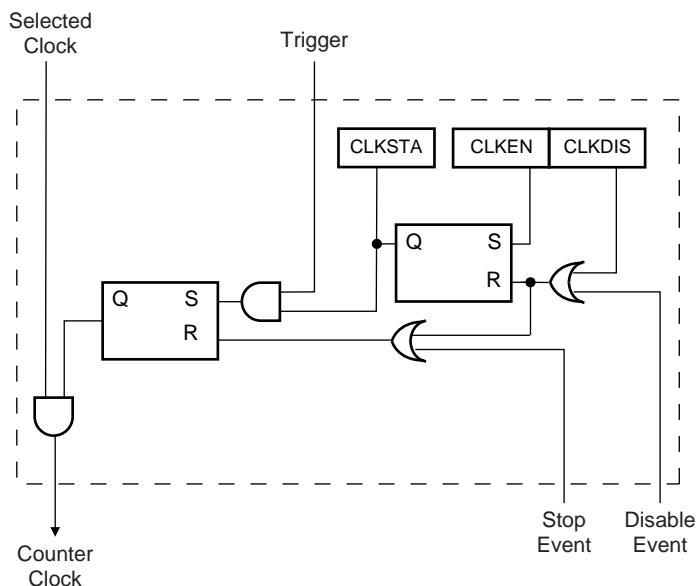 Selected
Clock
Trigger
CLKSTA
CLKEN
CLKDIS
Q
S
R
Q
S
R
Stop
Event
Disable
Event
Counter
Clock